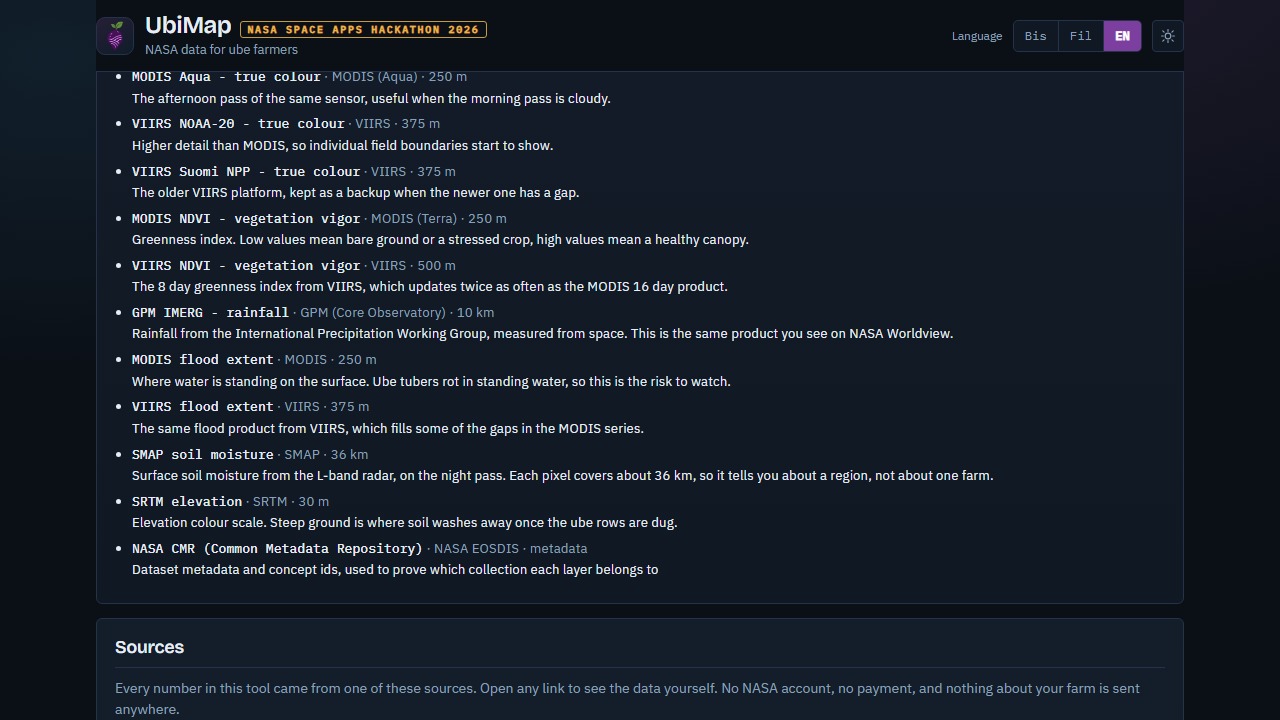 UbiMap NASA SPACE APPS HACKATHON 2026
NASA data for ube farmers
Language Bis Fil EN
MODIS Aqua - true colour · MODIS (Aqua) · 250 m
The afternoon pass of the same sensor, useful when the morning pass is cloudy.
VIIRS NOAA-20 - true colour · VIIRS · 375 m
Higher detail than MODIS, so individual field boundaries start to show.
VIIRS Suomi NPP - true colour · VIIRS · 375 m
The older VIIRS platform, kept as a backup when the newer one has a gap.
MODIS NDVI - vegetation vigor · MODIS (Terra) · 250 m
Greenness index. Low values mean bare ground or a stressed crop, high values mean a healthy canopy.
VIIRS NDVI - vegetation vigor · VIIRS · 500 m
The 8 day greenness index from VIIRS, which updates twice as often as the MODIS 16 day product.
GPM IMERG - rainfall · GPM (Core Observatory) · 10 km
Rainfall from the International Precipitation Working Group, measured from space. This is the same product you see on NASA Worldview.
MODIS flood extent · MODIS · 250 m
Where water is standing on the surface. Ube tubers rot in standing water, so this is the risk to watch.
VIIRS flood extent · VIIRS · 375 m
The same flood product from VIIRS, which fills some of the gaps in the MODIS series.
SMAP soil moisture · SMAP · 36 km
Surface soil moisture from the L-band radar, on the night pass. Each pixel covers about 36 km, so it tells you about a region, not about one farm.
SRTM elevation · SRTM · 30 m
Elevation colour scale. Steep ground is where soil washes away once the ube rows are dug.
NASA CMR (Common Metadata Repository) · NASA EOSDIS · metadata
Dataset metadata and concept ids, used to prove which collection each layer belongs to
Sources
Every number in this tool came from one of these sources. Open any link to see the data yourself. No NASA account, no payment, and nothing about your farm is sent
anywhere.